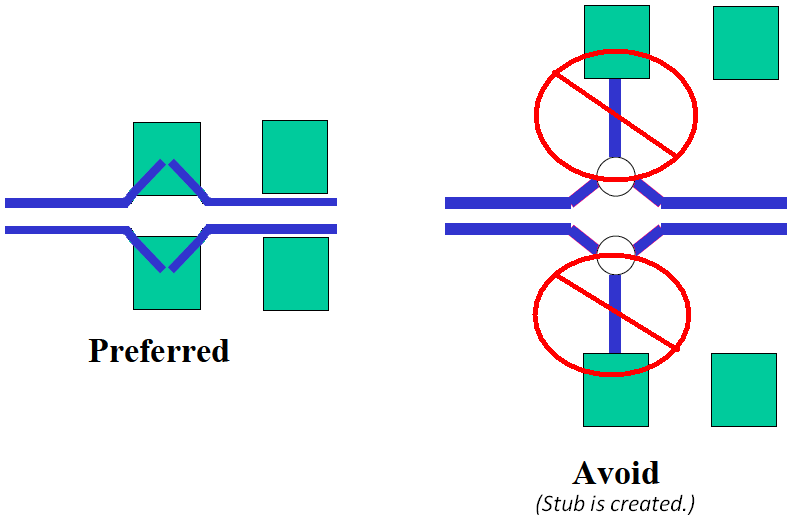 Preferred
Avoid
(Stub is created.)